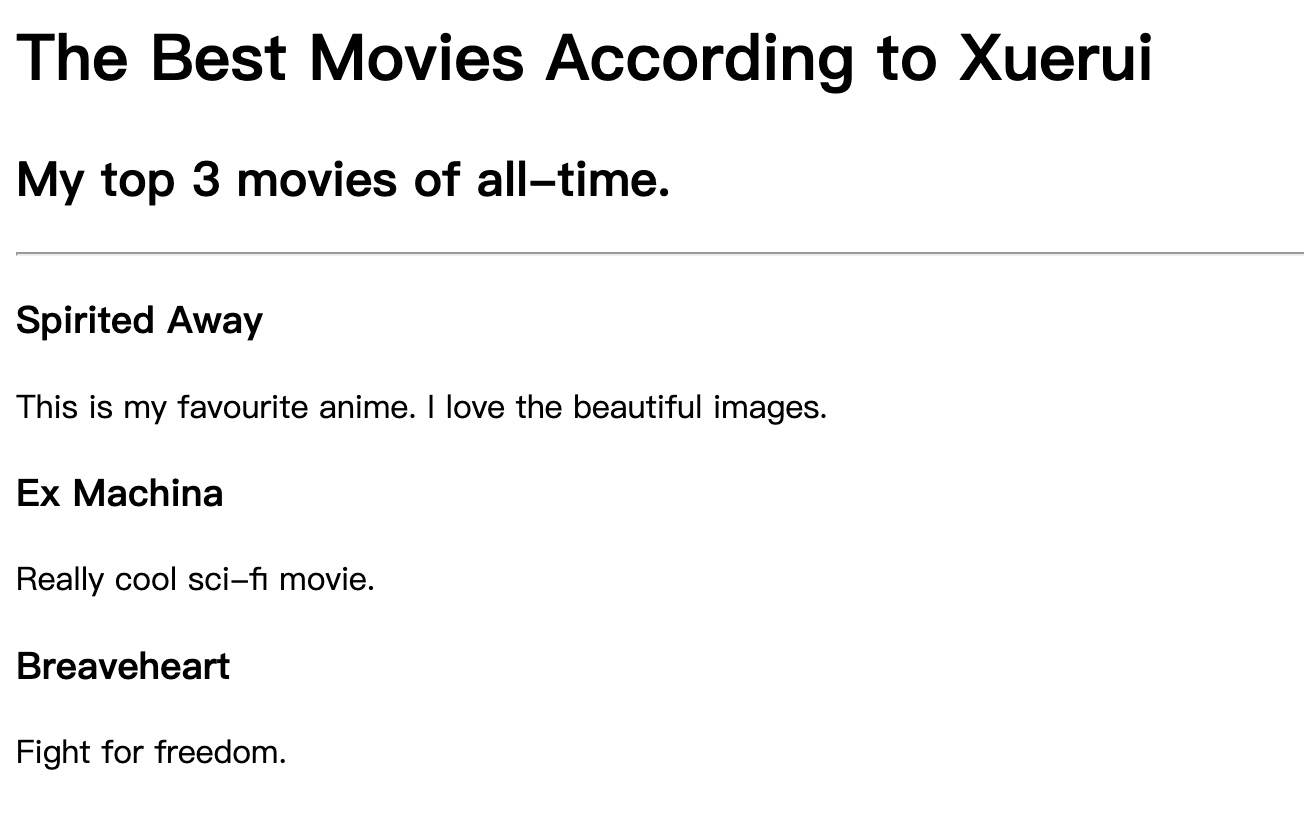 The Best Movies According to Xuerui
My top 3 movies of all-time.
Spirited Away
This is my favourite anime. I love the beautiful images.
Ex Machina
Really cool sci-fi movie.
Breaveheart
Fight for freedom.